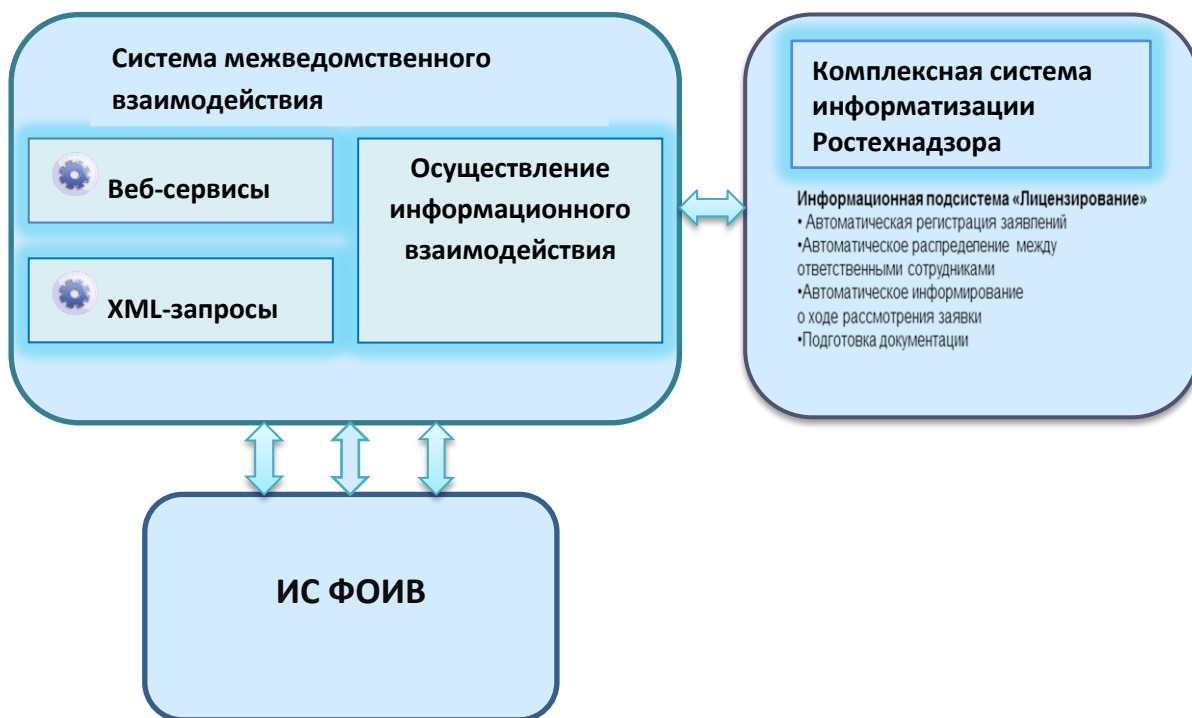 Система межведомственного
взаимодействия
Веб-сервисы
XML-запросы
Осуществление
информационного
взаимодействия
Комплексная система
информатизации
Ростехнадзора
Информационная подсистема «Лицензирование»
• Автоматическая регистрация заявлений
•Автоматическое распределение между
ответственными сотрудниками
•Автоматическое информирование
о ходе рассмотрения заявки
•Подготовка документации
ИС ФОИВ